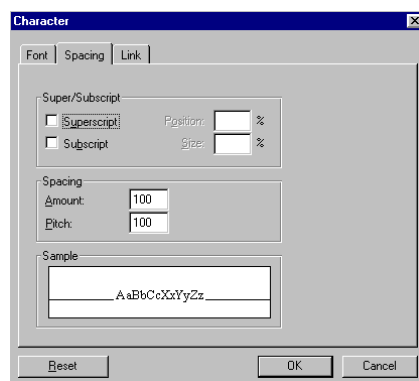 Character
Font Spacing Link
Super/Subscript
Superscript Position: %
Subscript Size: %
Spacing
Amount: 100
Pitch: 100
Sample
AaBbCcXxYyZz
Reset OK Cancel